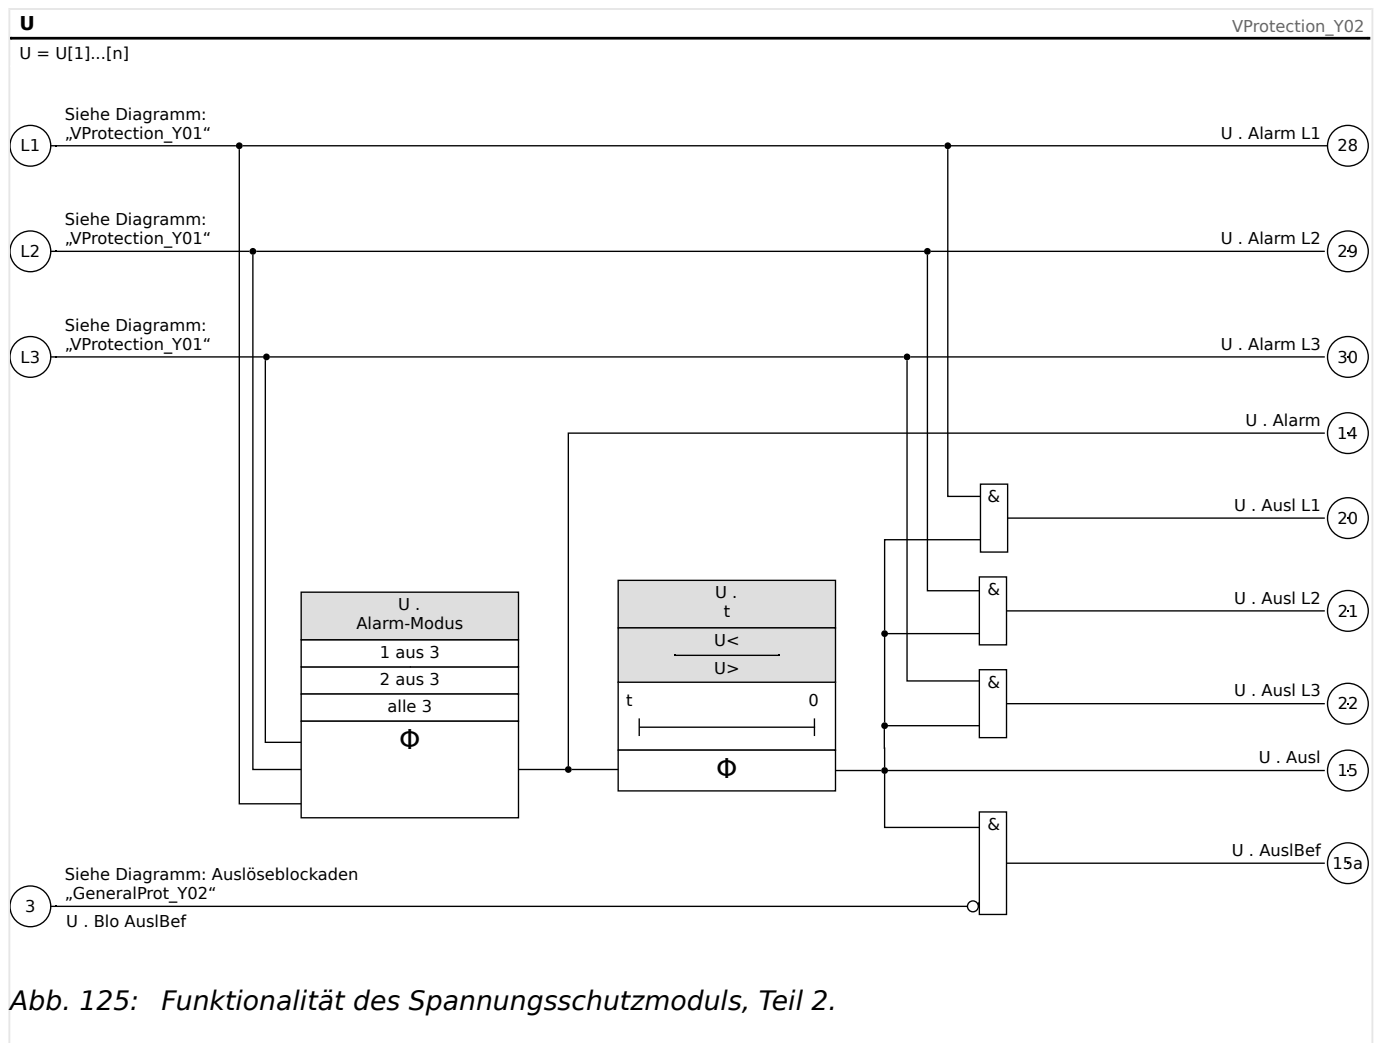 U
VProtection_Y02
U = U[1]...[n]
Siehe Diagramm:
„VProtection_Y01“
L1
U . Alarm L1
28
Siehe Diagramm:
„VProtection_Y01“
L2
U . Alarm L2
29
Siehe Diagramm:
„VProtection_Y01“
L3
U . Alarm L3
30
U . Alarm
14
&
U . Ausl L1
20
&
U . Ausl L2
21
&
U . Ausl L3
22
U .
Alarm-Modus
1 aus 3
2 aus 3
alle 3
Φ
U .
t
U<
U>
t 0
Φ
U . Ausl
15
&
U . AuslBef
15a
Siehe Diagramm: Auslöseblockaden
„GeneralProt_Y02“
3
U . Blo AuslBef
Abb. 125: Funktionalität des Spannungsschutzmoduls, Teil 2.